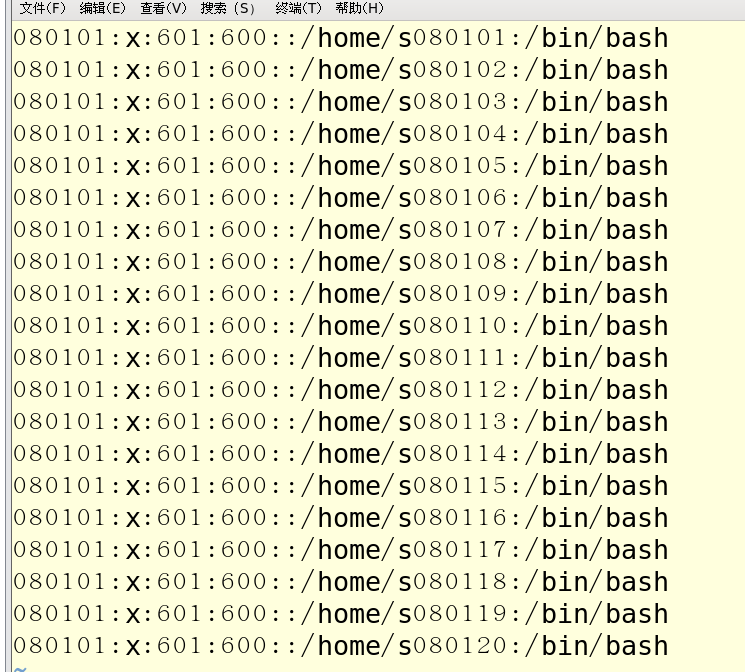 文件(F) 编辑(E) 查看(V) 搜索 (S) 终端(T) 帮助(H)
080101:x:601:600::/home/s080101:/bin/bash
080101:x:601:600::/home/s080102:/bin/bash
080101:x:601:600::/home/s080103:/bin/bash
080101:x:601:600::/home/s080104:/bin/bash
080101:x:601:600::/home/s080105:/bin/bash
080101:x:601:600::/home/s080106:/bin/bash
080101:x:601:600::/home/s080107:/bin/bash
080101:x:601:600::/home/s080108:/bin/bash
080101:x:601:600::/home/s080109:/bin/bash
080101:x:601:600::/home/s080110:/bin/bash
080101:x:601:600::/home/s080111:/bin/bash
080101:x:601:600::/home/s080112:/bin/bash
080101:x:601:600::/home/s080113:/bin/bash
080101:x:601:600::/home/s080114:/bin/bash
080101:x:601:600::/home/s080115:/bin/bash
080101:x:601:600::/home/s080116:/bin/bash
080101:x:601:600::/home/s080117:/bin/bash
080101:x:601:600::/home/s080118:/bin/bash
080101:x:601:600::/home/s080119:/bin/bash
080101:x:601:600::/home/s080120:/bin/bash
~